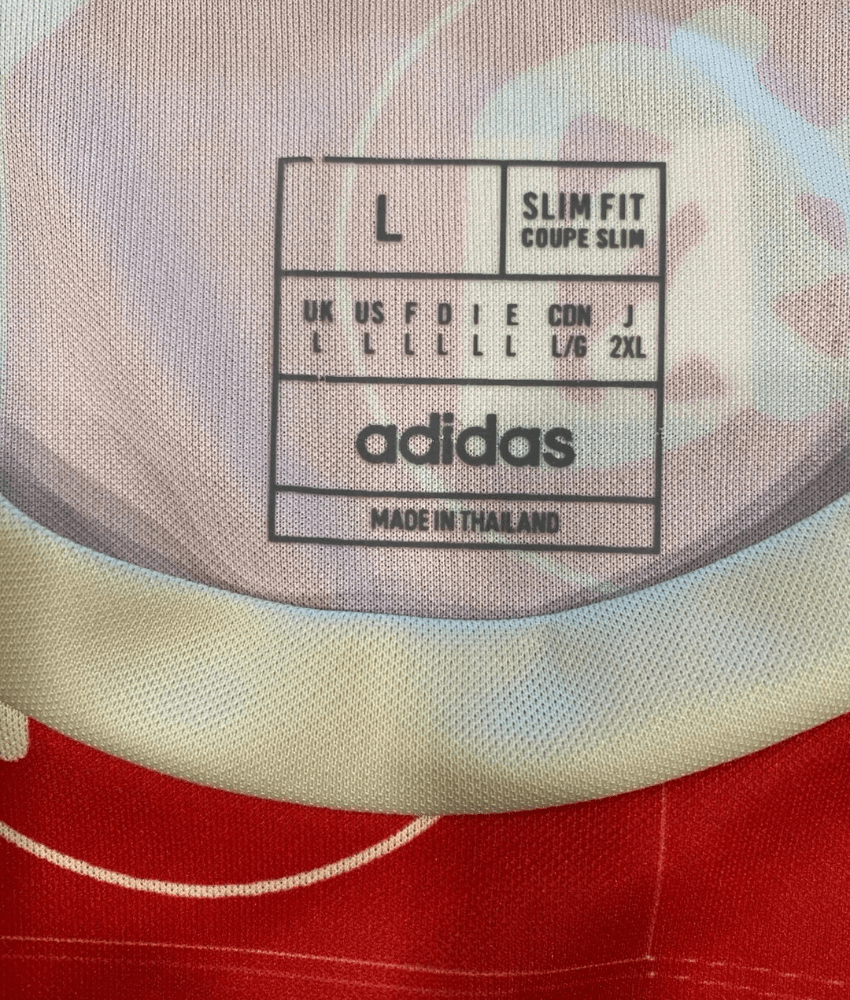 L
SLIM FIT
COUPE SLIM
UK US F D I E CDN J
L L L L L L L/G 2XL
adidas
MADE IN THAILAND